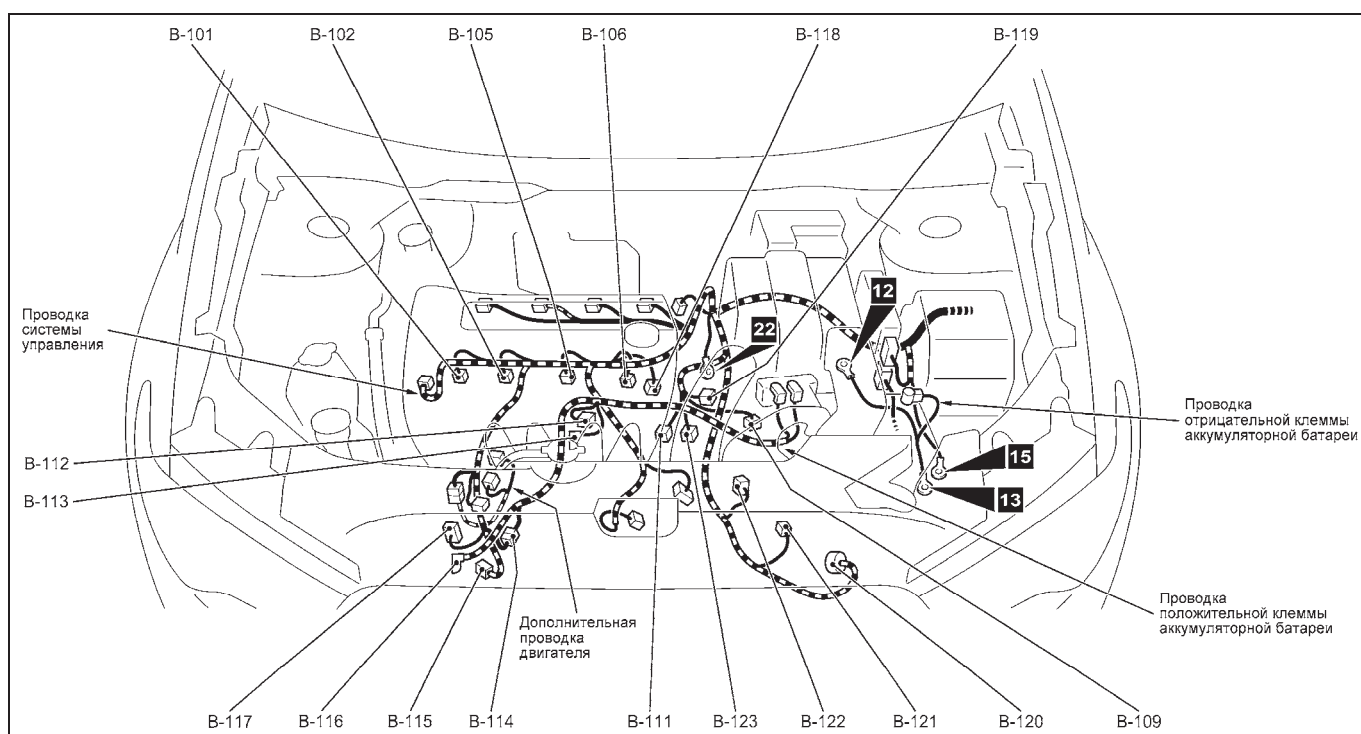 B-101
B-102
B-105
B-106
B-118
B-119
12
22
Проводка
системы
управления
Проводка
отрицательной клеммы
аккумуляторной батареи
B-112
B-113
15
13
Проводка
положительной клеммы
аккумуляторной батареи
Дополнительная
проводка
двигателя
B-117
B-116
B-115
B-114
B-111
B-123
B-122
B-121
B-120
B-109